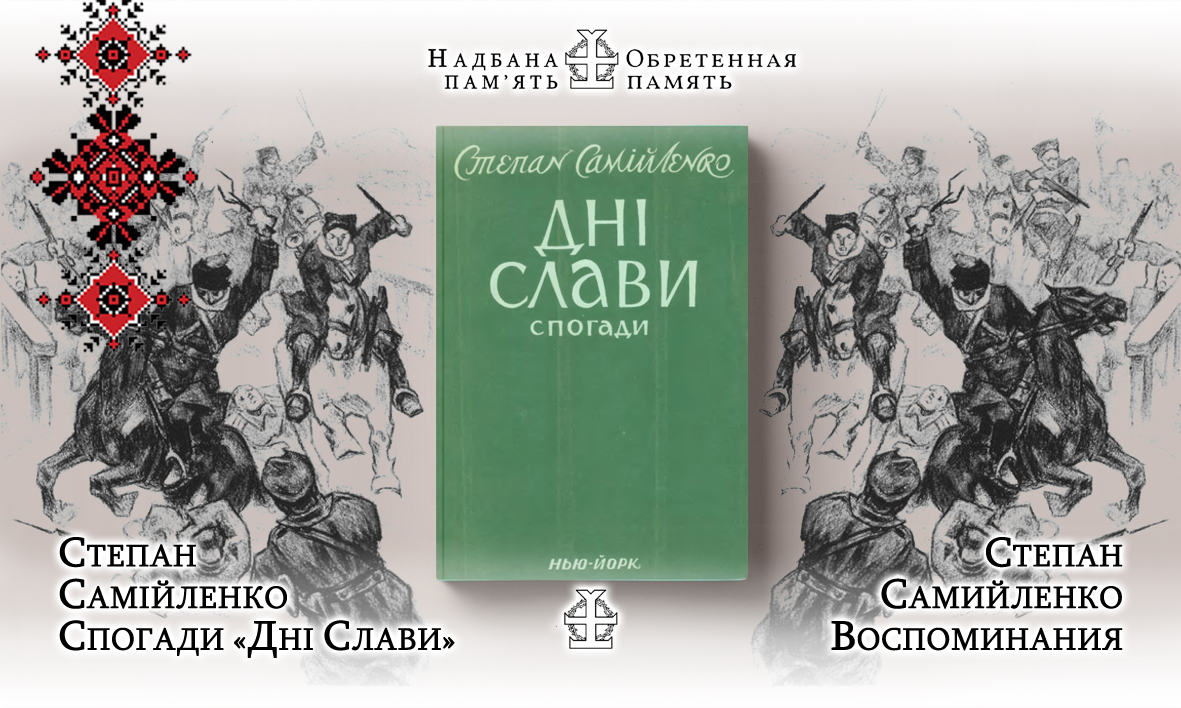 Надбана
пам'ять
Обретенная
память
Степан Самійленко
Дні
Слави
спогади
Нью-Йорк
Степан
Самійленко
Спогади «Дні Слави»
Степан
Самийленко
Воспоминания